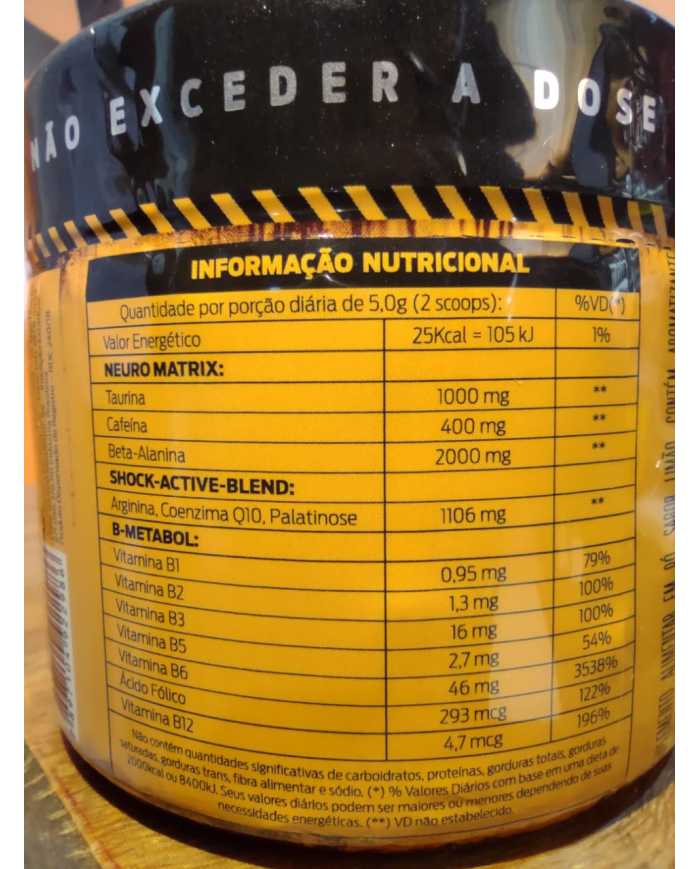 NÃO EXCEDER A DOSE
INFORMAÇÃO NUTRICIONAL
Quantidade por porção diária de 5,0g (2 scoops): %VD(*)
Valor Energético 25Kcal = 105 kJ 1%
NEURO MATRIX:
Taurina 1000 mg **
Cafeína 400 mg **
Beta-Alanina 2000 mg **
SHOCK-ACTIVE-BLEND:
Arginina, Coenzima Q10, Palatinose 1106 mg **
B-METABOL:
Vitamina B1 0,95 mg 79%
Vitamina B2 1,3 mg 100%
Vitamina B3 16 mg 100%
Vitamina B5 2,7 mg 54%
Vitamina B6 46 mg 3538%
Ácido Fólico 293 mcg 122%
Vitamina B12 4,7 mcg 196%
Não contém quantidades significativas de carboidratos, proteínas, gorduras totais, gorduras
saturadas, gorduras trans, fibra alimentar e sódio. (*) % Valores Diários com base em uma dieta de
2000kcal ou 8400kJ. Seus valores diários podem ser maiores ou menores dependendo de suas
necessidades energéticas. (**) VD não estabelecido.
ALIMENTAR EM PÓ SABOR LIMÃO CONTÉM AROMATIZANTE